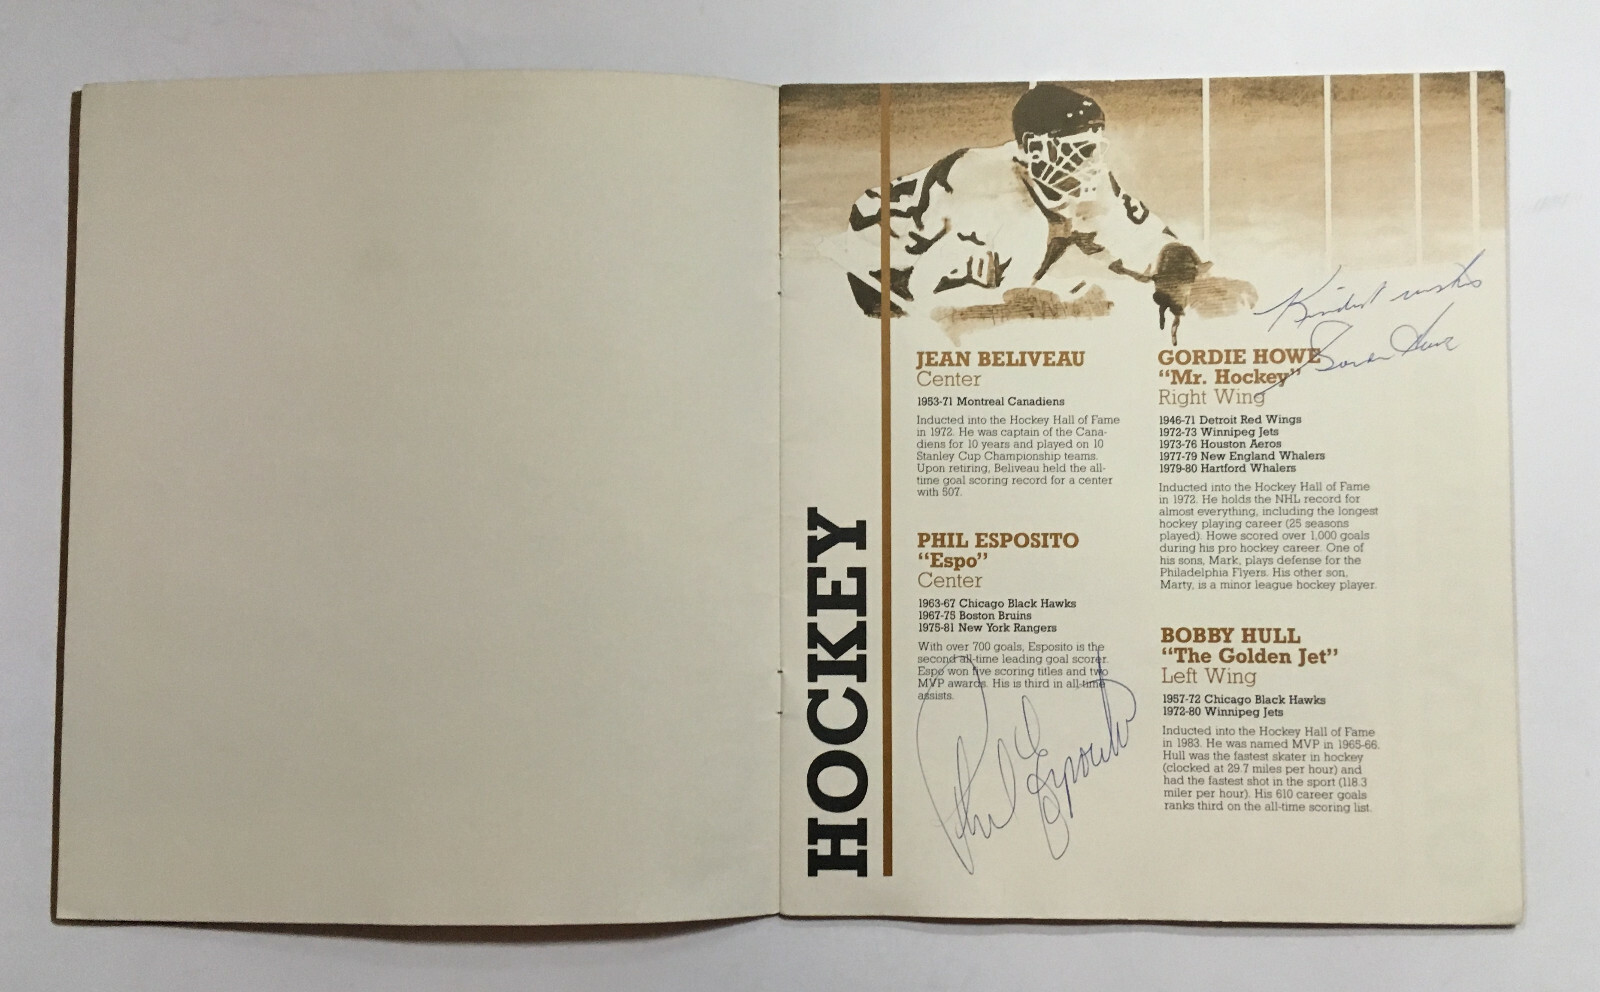 HOCKEY
JEAN BELIVEAU
Center
1953-71 Montreal Canadiens
Inducted into the Hockey Hall of Fame
in 1972. He was captain of the Cana-
diens for 10 years and played on 10
Stanley Cup Championship teams.
Upon retiring, Beliveau held the all-
time goal scoring record for a center
with 507.
PHIL ESPOSITO
“Espo”
Center
1963-67 Chicago Black Hawks
1967-75 Boston Bruins
1975-81 New York Rangers
With over 700 goals, Esposito is the
second all-time leading goal scorer.
Espo won five scoring titles and two
MVP awards. His is third in all-time
assists.
Phil Esposito
Kindest wishes
Gordie Howe
GORDIE HOWE
“Mr. Hockey”
Right Wing
1946-71 Detroit Red Wings
1972-73 Winnipeg Jets
1973-76 Houston Aeros
1977-79 New England Whalers
1979-80 Hartford Whalers
Inducted into the Hockey Hall of Fame
in 1972. He holds the NHL record for
almost everything, including the longest
hockey playing career (25 seasons
played). Howe scored over 1,000 goals
during his pro hockey career. One of
his sons, Mark, plays defense for the
Philadelphia Flyers. His other son,
Marty, is a minor league hockey player.
BOBBY HULL
“The Golden Jet”
Left Wing
1957-72 Chicago Black Hawks
1972-80 Winnipeg Jets
Inducted into the Hockey Hall of Fame
in 1983. He was named MVP in 1965-66.
Hull was the fastest skater in hockey
(clocked at 29.7 miles per hour) and
had the fastest shot in the sport (118.3
miler per hour). His 610 career goals
ranks third on the all-time scoring list.